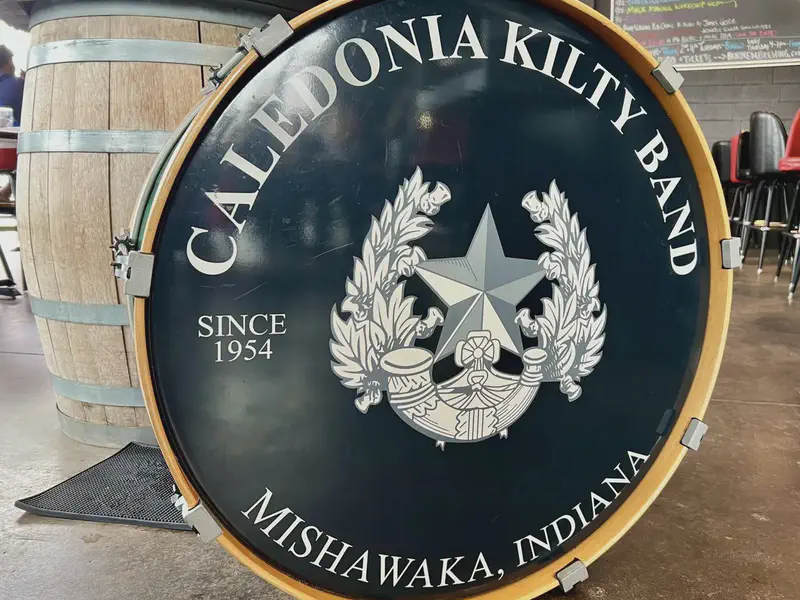 CALEDONIA KILTY BAND
SINCE
1954
MISHAWAKA, INDIANA